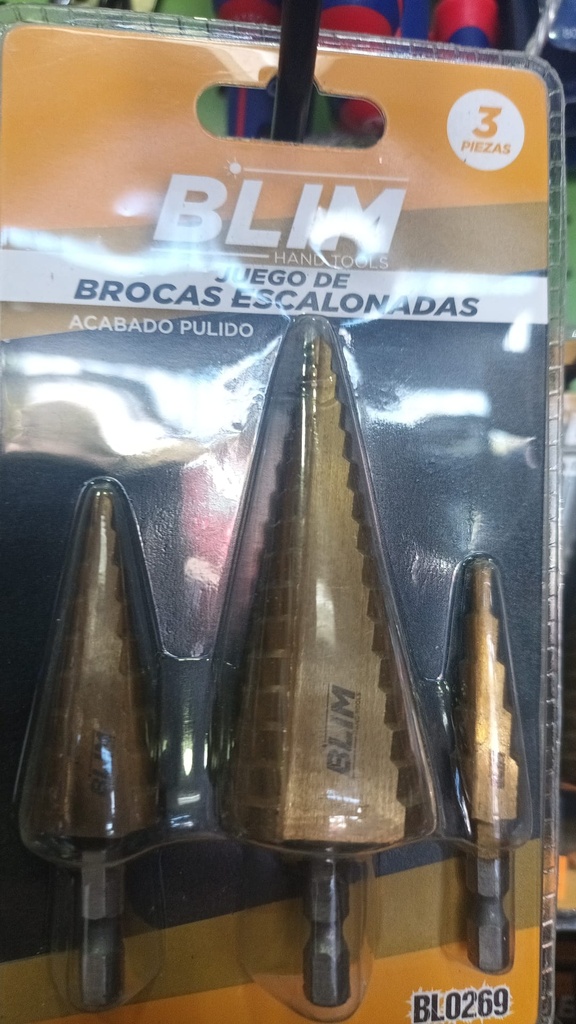 3
PIEZAS
BLIM
HAND TOOLS
JUEGO DE
BROCAS ESCALONADAS
ACABADO PULIDO
BLIM
BLIM
BL0269